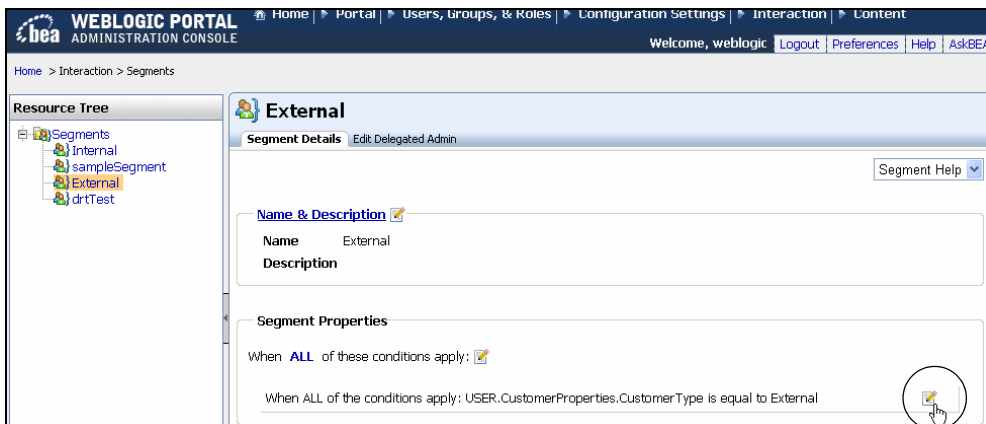 WEBLOGIC PORTAL
bea ADMINISTRATION CONSOLE
Home | Portal | Users, Groups, & Roles | Configuration Settings | Interaction | Content
Welcome, weblogic Logout Preferences Help AskBEA
Home > Interaction > Segments
Resource Tree
Segments
Internal
sampleSegment
External
drtTest
External
Segment Details Edit Delegated Admin
Segment Help
Name & Description
Name External
Description
Segment Properties
When ALL of these conditions apply:
When ALL of the conditions apply: USER.CustomerProperties.CustomerType is equal to External